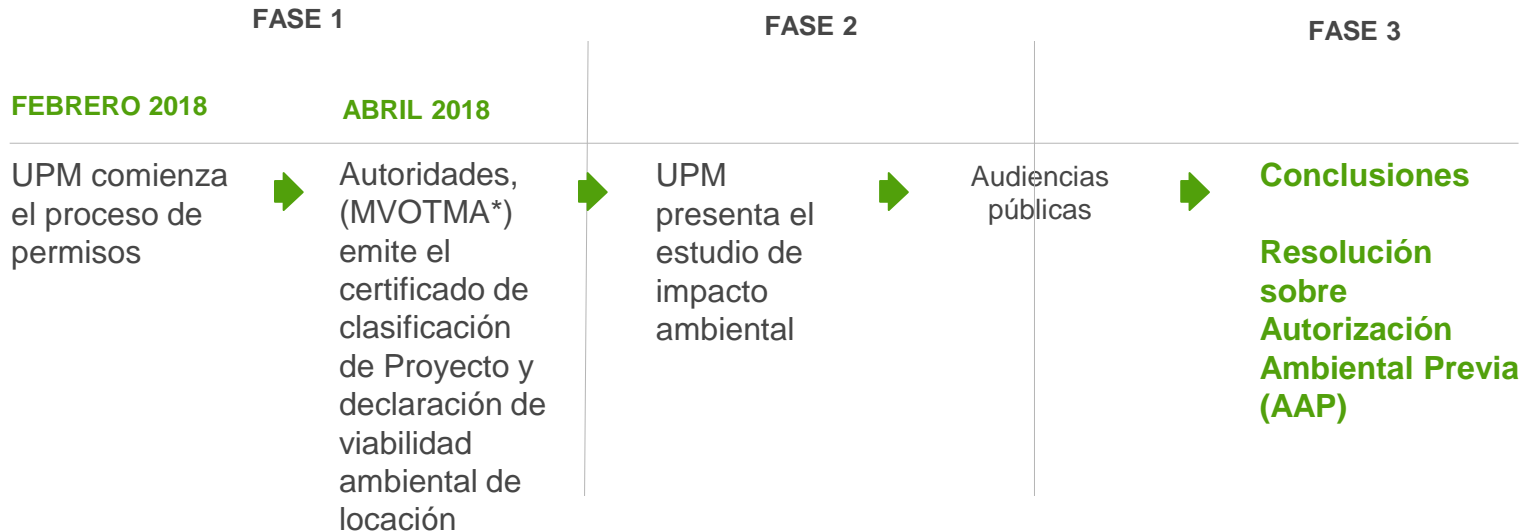 FASE 1
FASE 2
FASE 3
FEBRERO 2018
ABRIL 2018
UPM comienza
el proceso de
permisos
Autoridades,
(MVOTMA*)
emite el
certificado de
clasificación
de Proyecto y
declaración de
viabilidad
ambiental de
locación
UPM
presenta el
estudio de
impacto
ambiental
Audiencias
públicas
Conclusiones
Resolución
sobre
Autorización
Ambiental Previa
(AAP)